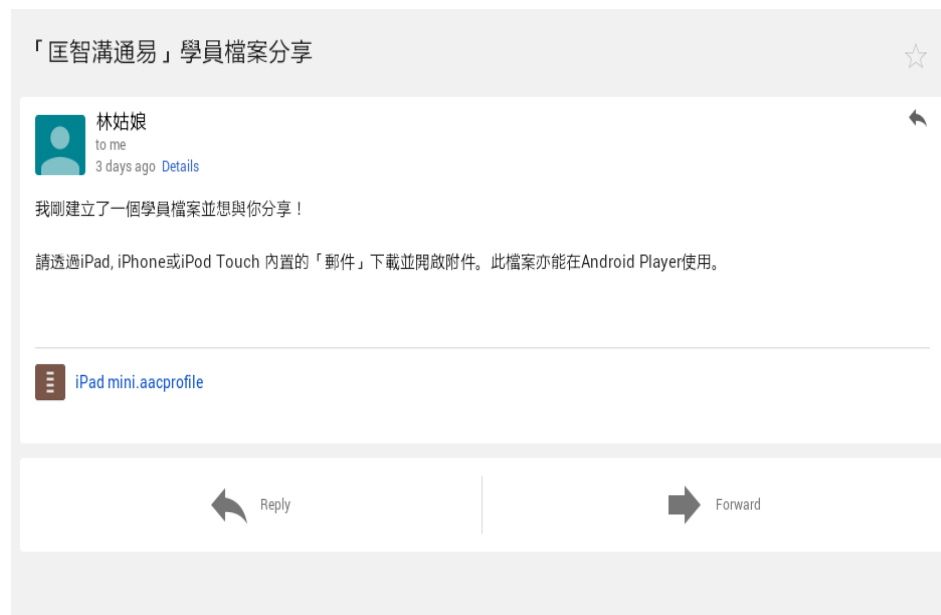 「匡智溝通易」學員檔案分享
林姑娘
to me
3 days ago Details
我剛建立了一個學員檔案並想與你分享！
請透過iPad, iPhone或iPod Touch 內置的「郵件」下載並開啟附件。此檔案亦能在Android Player使用。
iPad mini.aacprofile
Reply
Forward